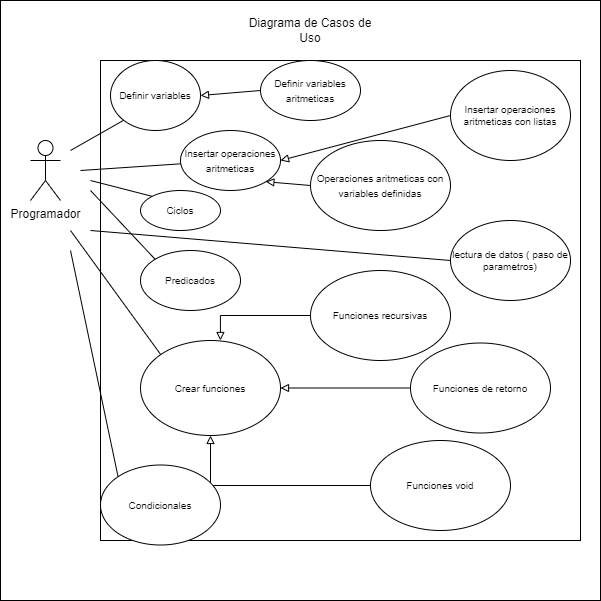 Diagrama de Casos de
Uso
Definir variables
Definir variables
aritmeticas
Insertar operaciones
aritmeticas con listas
Insertar operaciones
aritmeticas
Operaciones aritmeticas con
variables definidas
Programador
Ciclos
lectura de datos ( paso de
parametros)
Predicados
Funciones recursivas
Crear funciones
Funciones de retorno
Funciones void
Condicionales